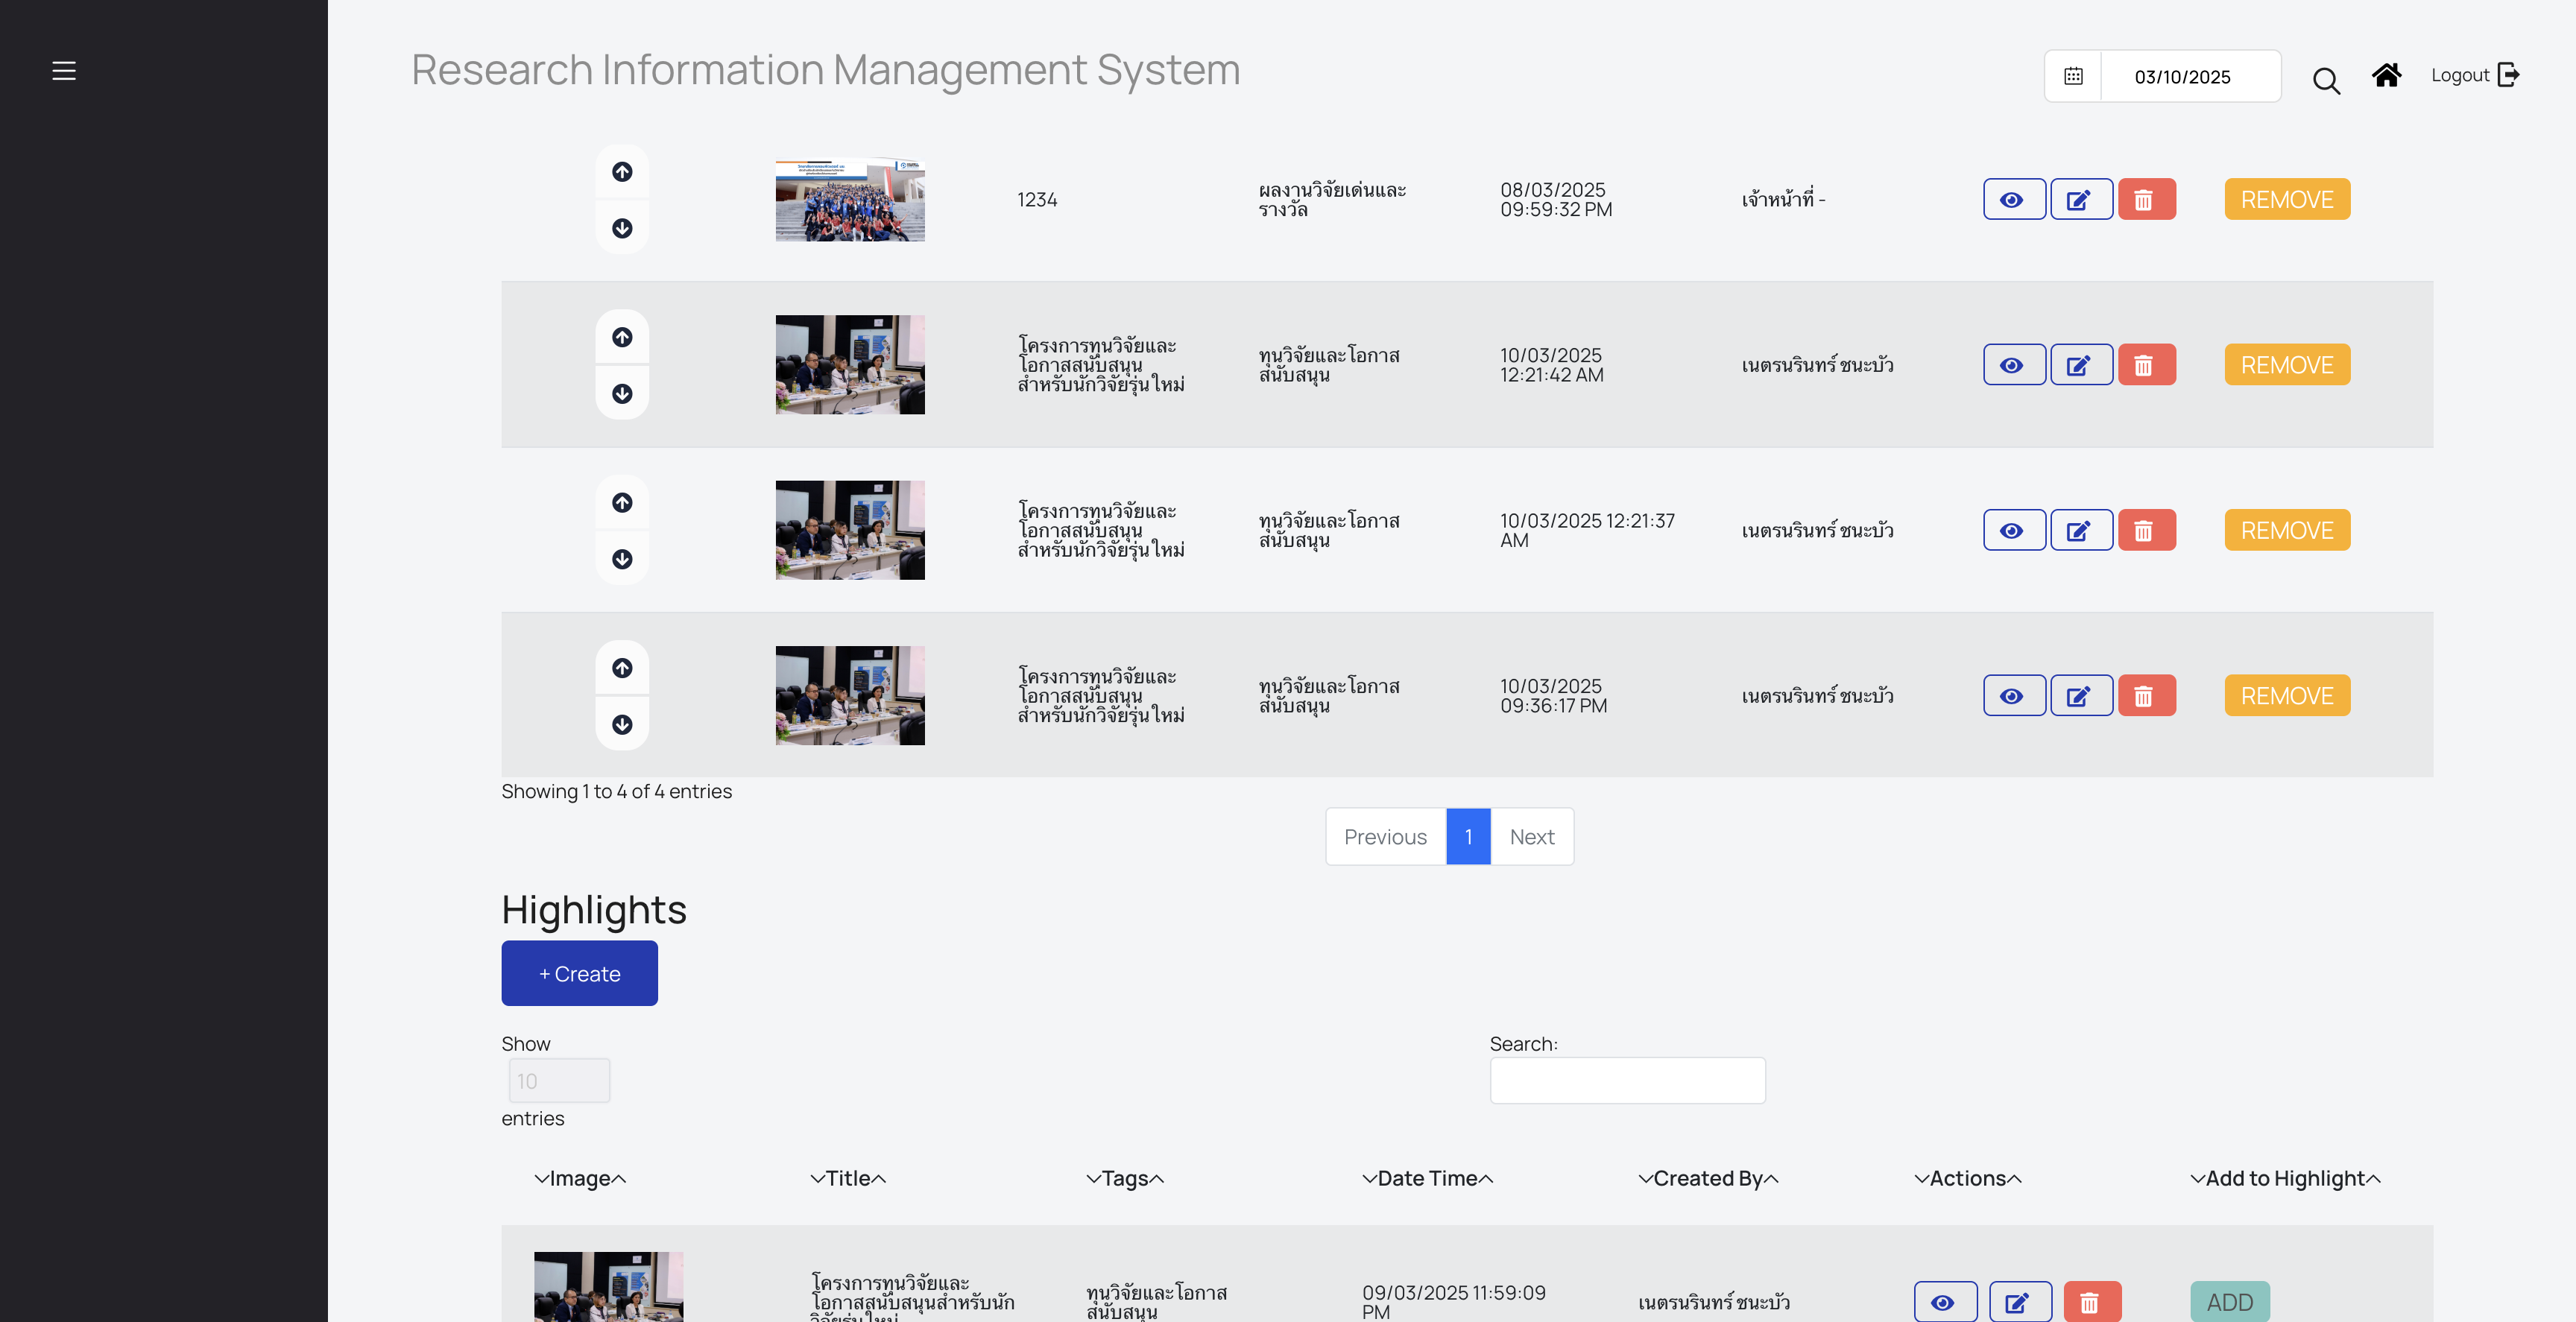 Research Information Management System
03/10/2025
Logout
1234
ผลงานวิจัยเด่นและ
รางวัล
08/03/2025
09:59:32 PM
เจ้าหน้าที่ -
REMOVE
โครงการทุนวิจัยและ
โอกาสสนับสนุน
สำหรับนักวิจัยรุ่นใหม่
ทุนวิจัยและโอกาส
สนับสนุน
10/03/2025
12:21:42 AM
เนตรนรินทร์ ชนะบัว
REMOVE
โครงการทุนวิจัยและ
โอกาสสนับสนุน
สำหรับนักวิจัยรุ่นใหม่
ทุนวิจัยและโอกาส
สนับสนุน
10/03/2025 12:21:37
AM
เนตรนรินทร์ ชนะบัว
REMOVE
โครงการทุนวิจัยและ
โอกาสสนับสนุน
สำหรับนักวิจัยรุ่นใหม่
ทุนวิจัยและโอกาส
สนับสนุน
10/03/2025
09:36:17 PM
เนตรนรินทร์ ชนะบัว
REMOVE
Showing 1 to 4 of 4 entries
Previous 1 Next
Highlights
+ Create
Show
10
entries
Search:
Image Title Tags Date Time Created By Actions Add to Highlight
โครงการทุนวิจัยและ
โอกาสสนับสนุนสำหรับนัก
วิจัยรุ่นใหม่
ทุนวิจัยและโอกาส
สนับสนุน
09/03/2025 11:59:09
PM
เนตรนรินทร์ ชนะบัว
ADD